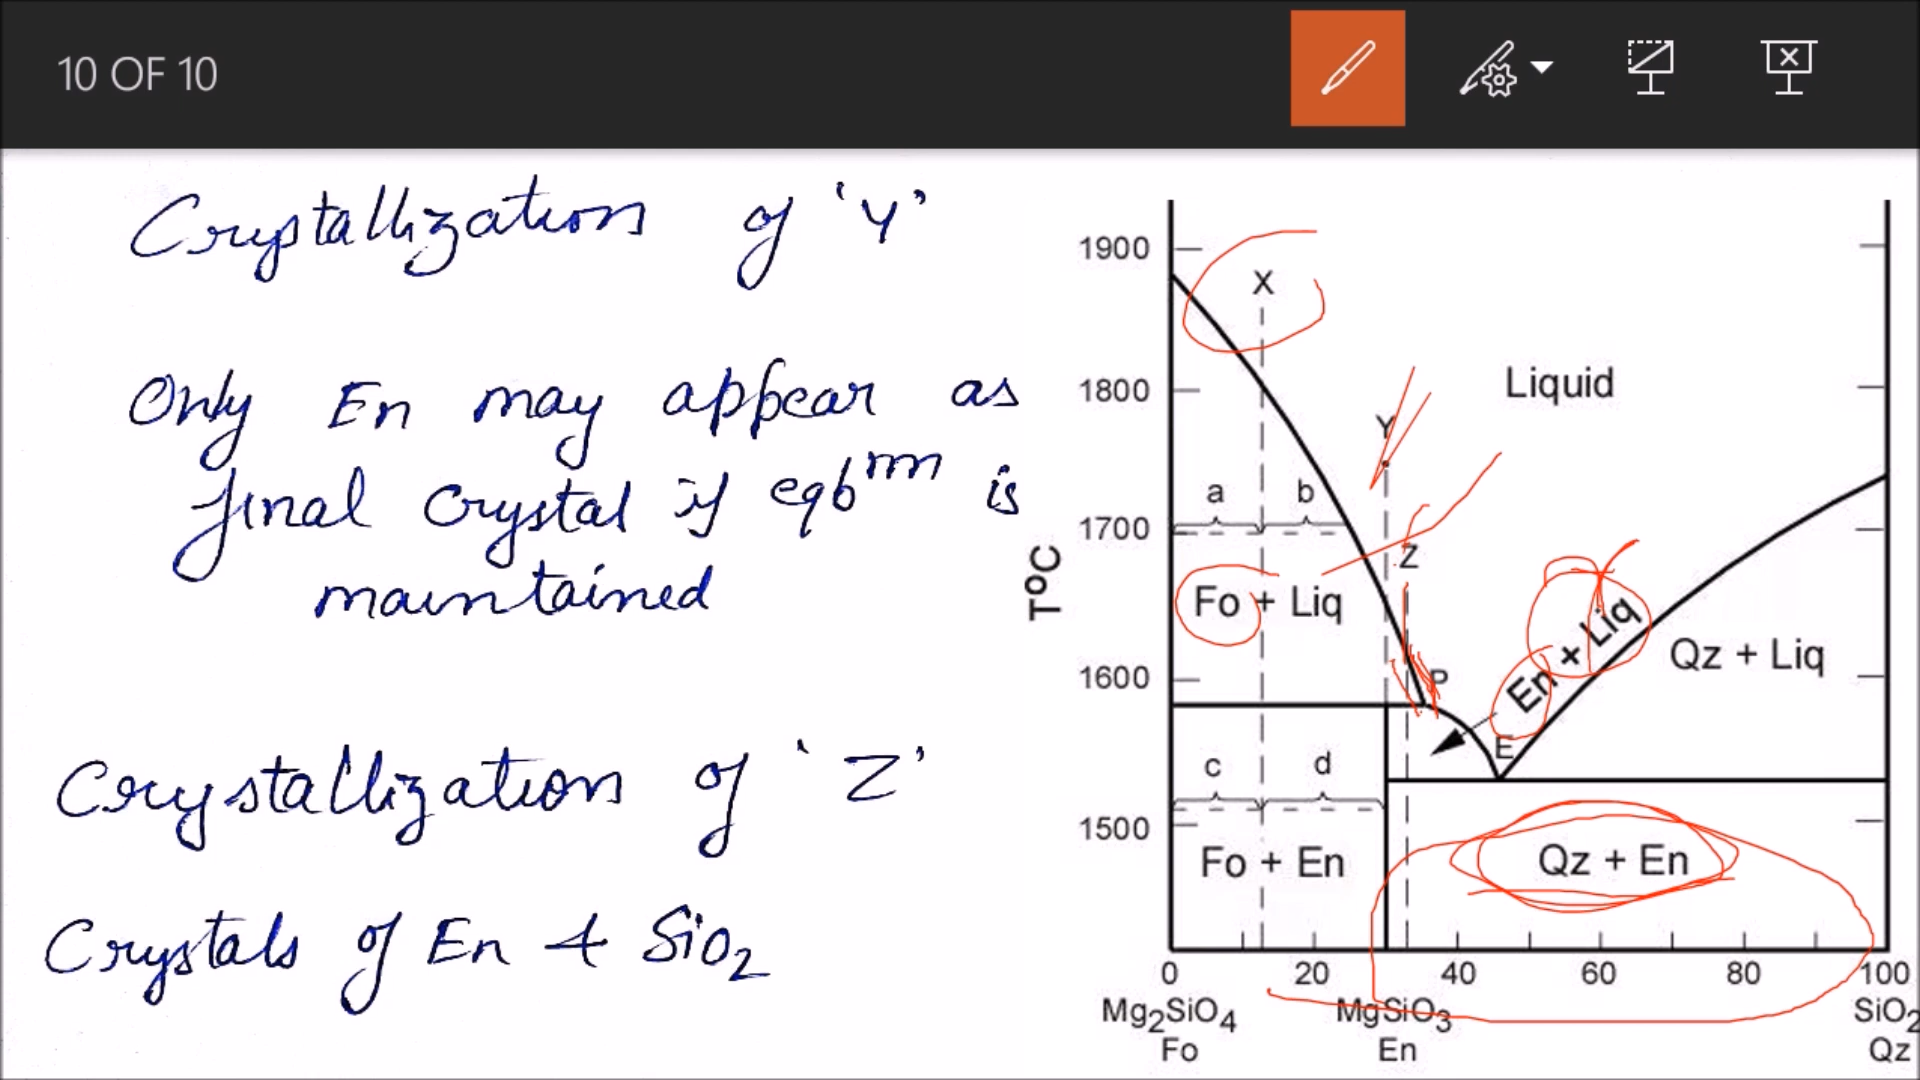 10 OF 10
Crystallization of 'Y'
Only En may appear as
final crystal if eqbrm is
maintained
Crystallization of 'Z'
Crystals of En + SiO2
1900
1800
1700
1600
1500
T°C
X
Liquid
Y
a
b
Z
Fo + Liq
P
En + Liq
Qz + Liq
E
c
d
Fo + En
Qz + En
0
20
40
60
80
100
Mg2SiO4
MgSiO3
SiO2
Fo
En
Qz